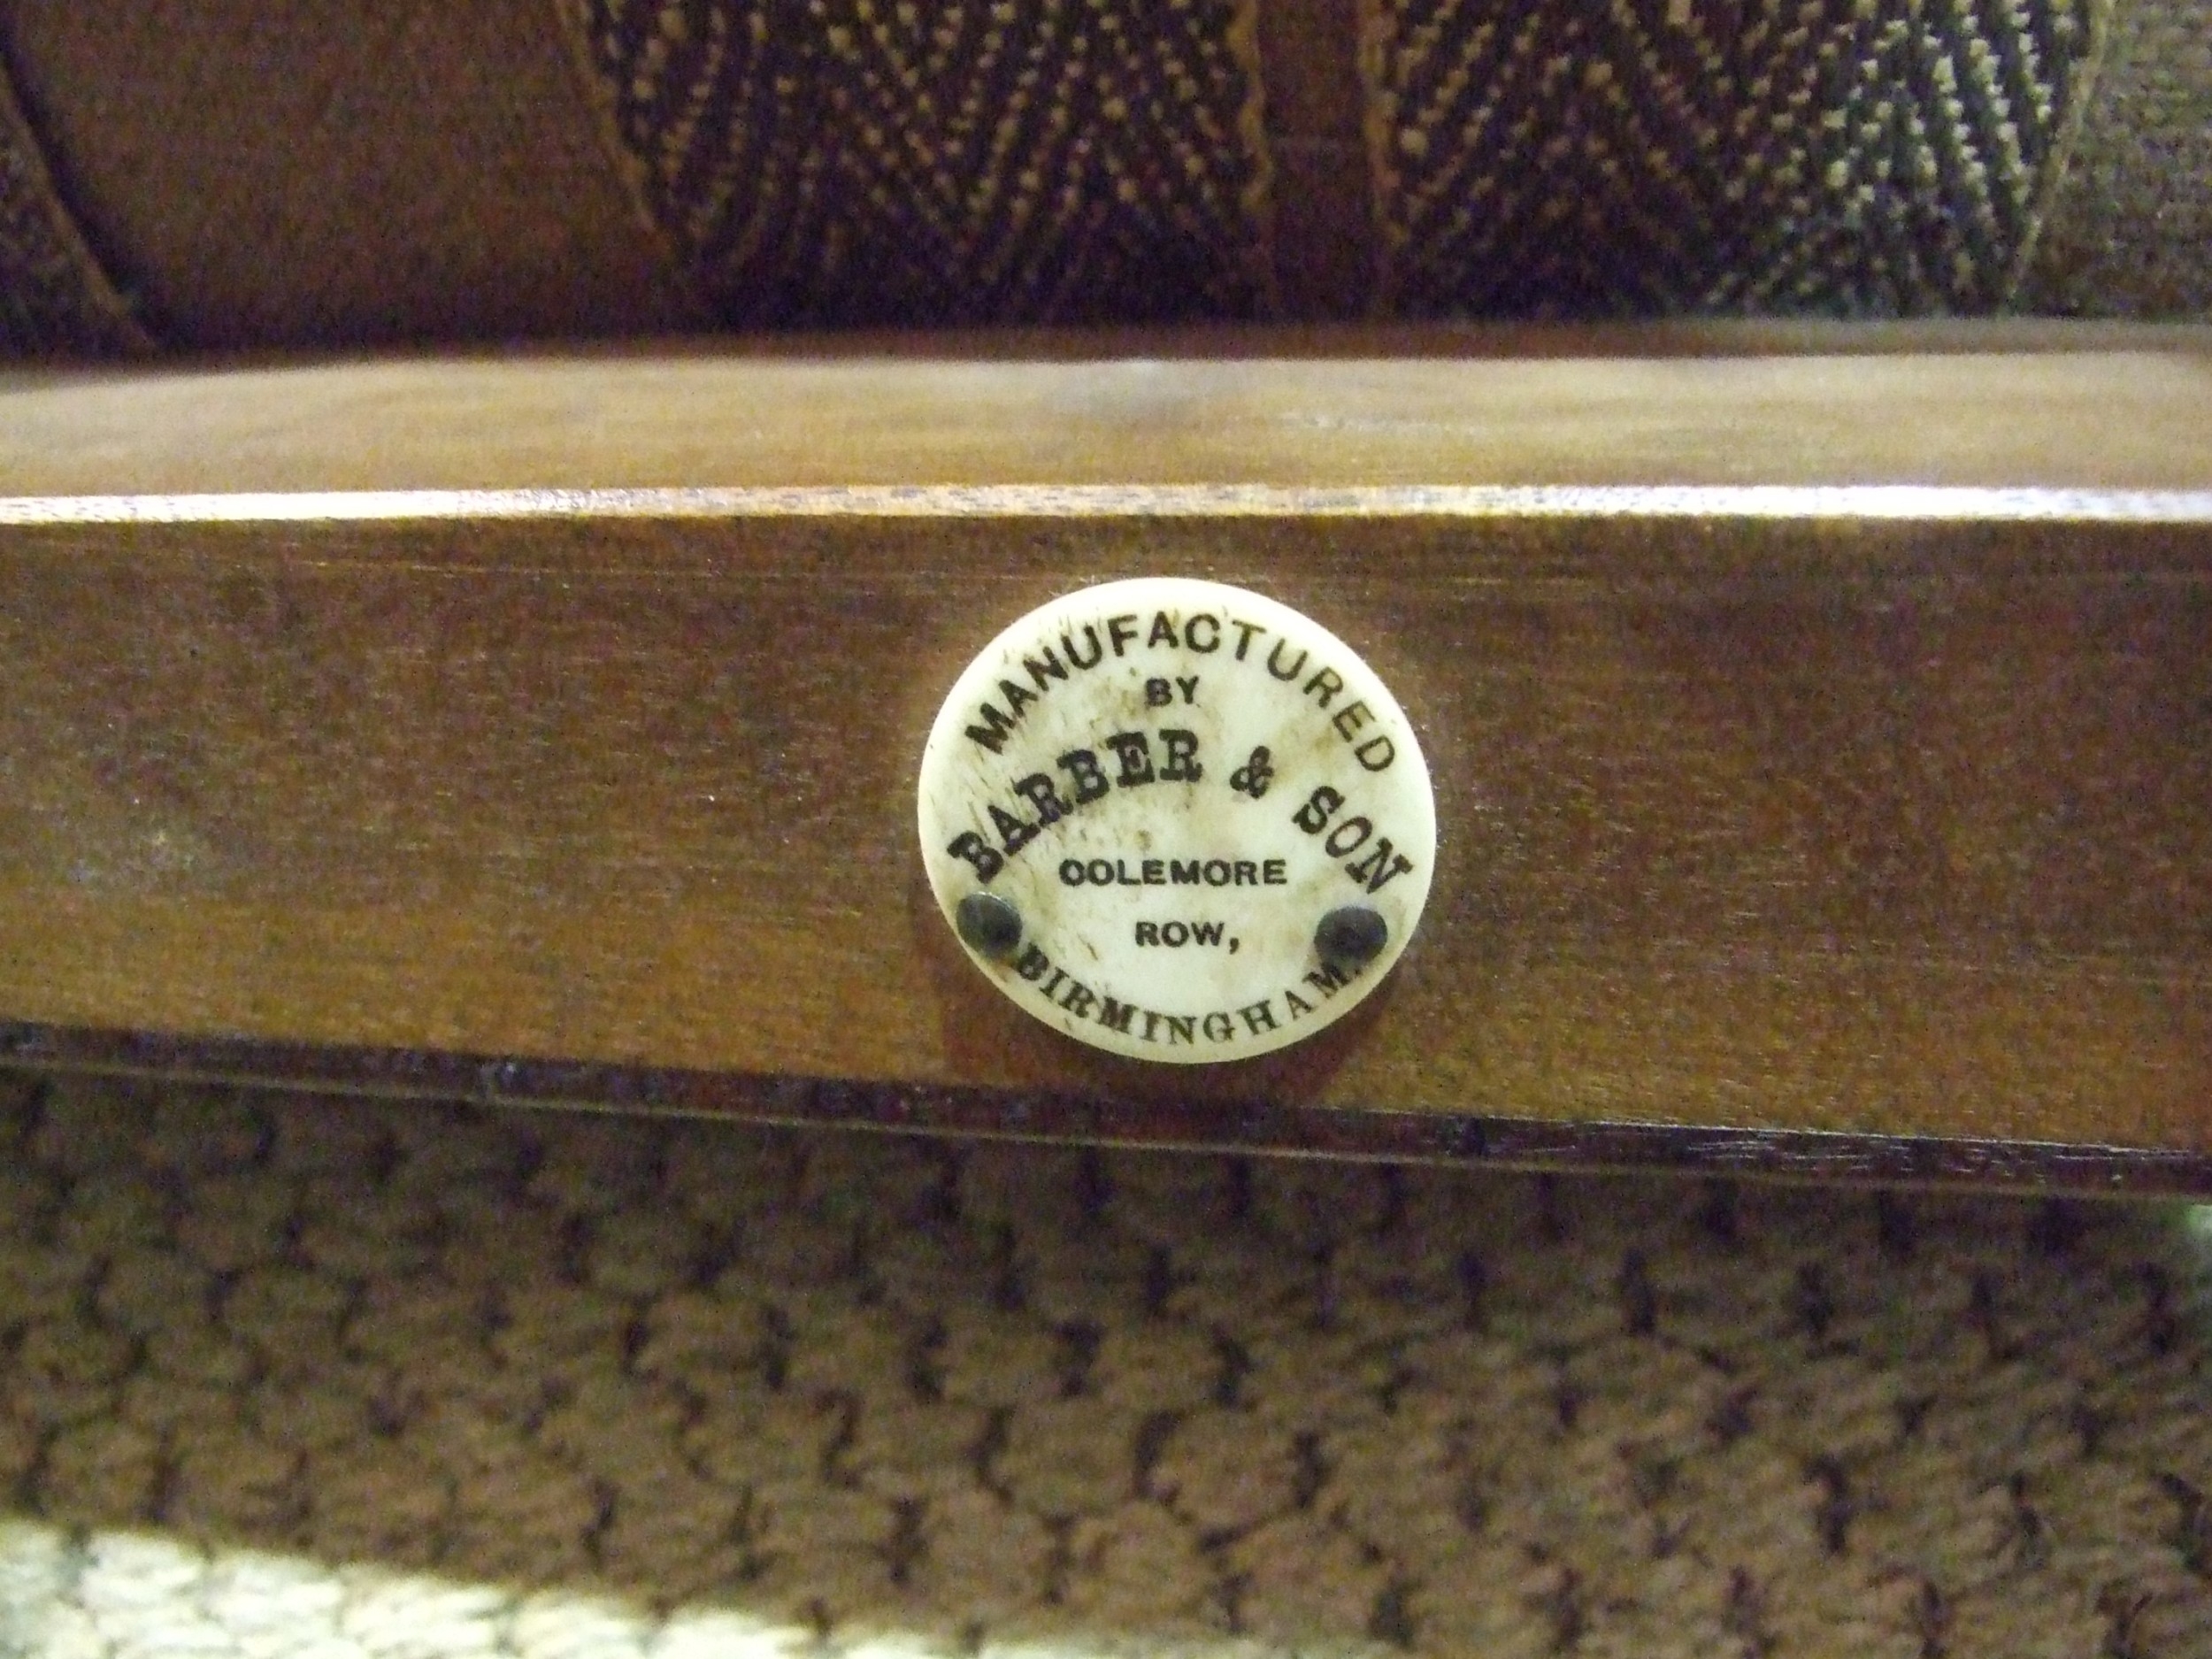 MANUFACTURED
BY
BARBER & SON
COLEMORE
ROW,
BIRMINGHAM.